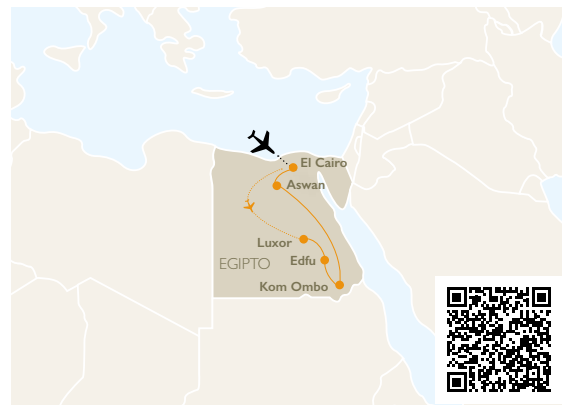 El Cairo
Aswan
Luxor
Edfu
EGIPTO
Kom Ombo